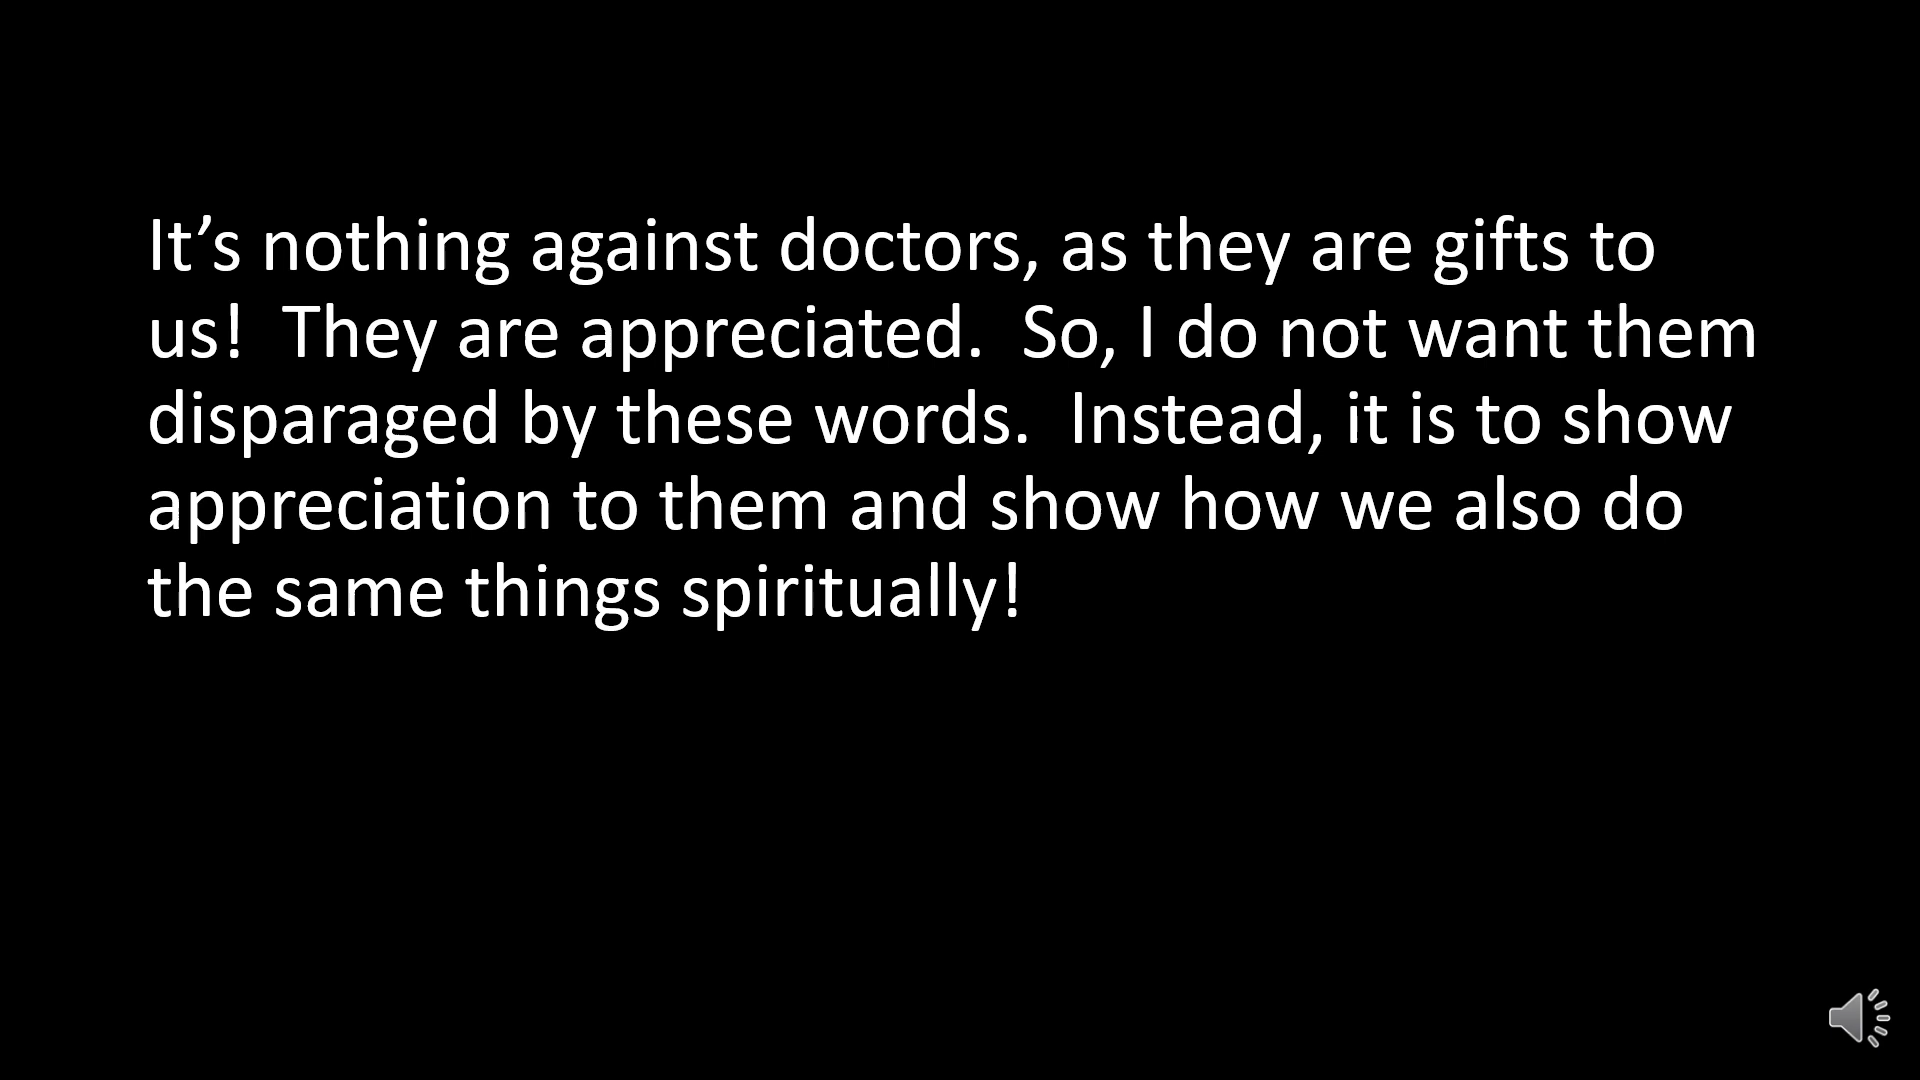 It’s nothing against doctors, as they are gifts to
us!  They are appreciated.  So, I do not want them
disparaged by these words.  Instead, it is to show
appreciation to them and show how we also do
the same things spiritually!